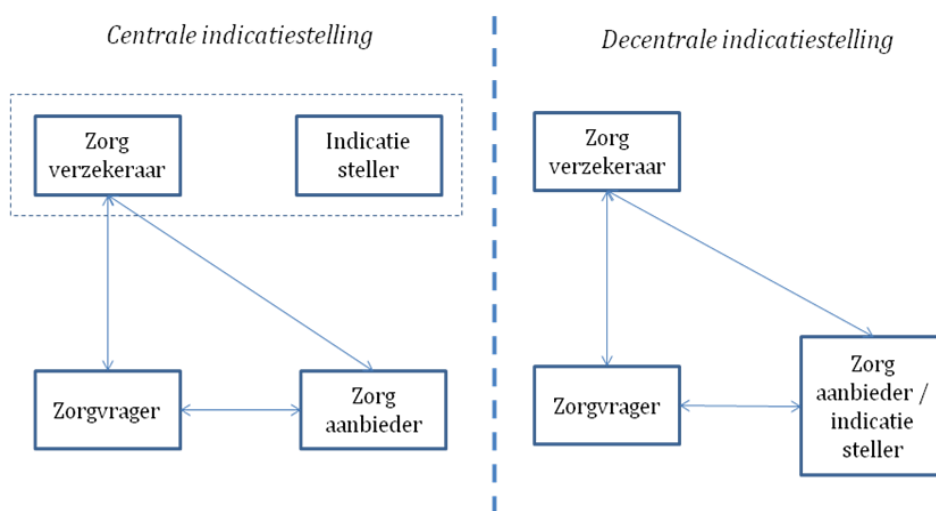 Centrale indicatiestelling
Zorg
verzekeraar
Indicatie
steller
Zorgvrager
Zorg
aanbieder
Decentrale indicatiestelling
Zorg
verzekeraar
Zorgvrager
Zorg
aanbieder /
indicatie
steller